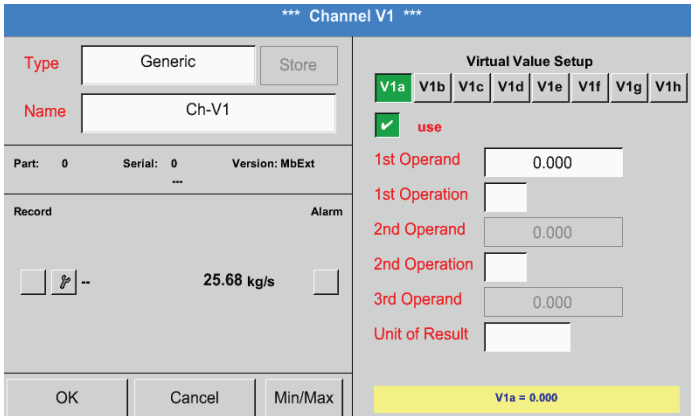 *** Channel V1 ***
Type Generic Store
Name Ch-V1
Part: 0 Serial: 0 Version: MbExt
---
Record Alarm
-- 25.68 kg/s
OK Cancel Min/Max
Virtual Value Setup
V1a V1b V1c V1d V1e V1f V1g V1h
use
1st Operand 0.000
1st Operation
2nd Operand 0.000
2nd Operation
3rd Operand 0.000
Unit of Result
V1a = 0.000